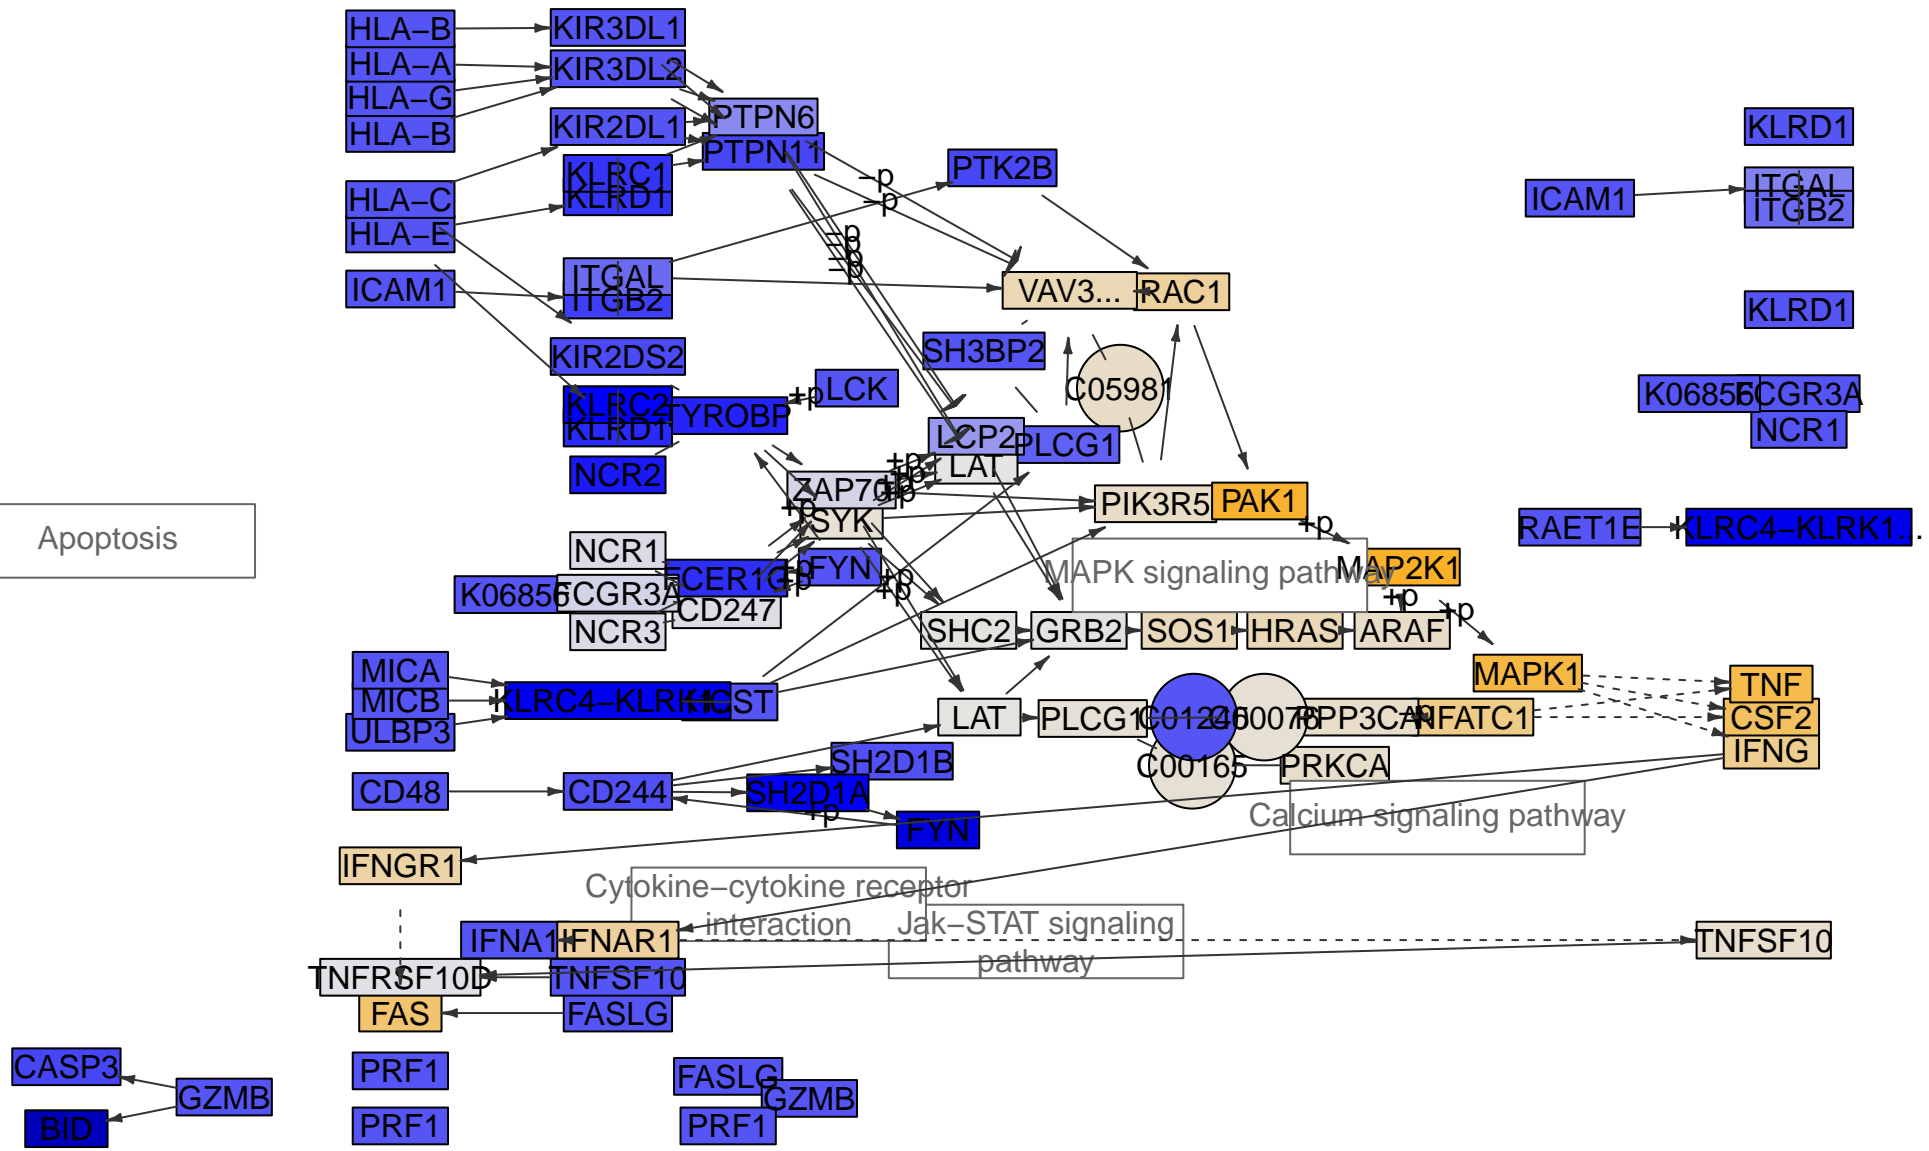 HLA−B
KIR3DL1
HLA−A
KIR3DL2
HLA−G
HLA−B
KIR2DL1
PTPN6
PTPN11
KLRD1
PTK2B
KLRC1
KLRD1
−p
−p
HLA−C
HLA−E
ICAM1
ITGAL
ITGB2
−p
−p
−p
−p
ICAM1
ITGAL
ITGB2
VAV3...
RAC1
KLRD1
KIR2DS2
SH3BP2
LCK
+p
C05981
KLRC2
KLRD1
TYROBP
K06856
FCGR3A
NCR1
LCP2
PLCG1
LAT
NCR2
ZAP70
+p
+p
+p
+p
SYK
+p
PIK3R5
PAK1
+p
RAET1E
KLRC4−KLRK1...
Apoptosis
NCR1
FCER1G
+p
+p
FYN
+p
+p
MAPK signaling pathway
MAP2K1
K06856
FCGR3A
CD247
NCR3
SHC2
GRB2
SOS1
HRAS
ARAF
+p
+p
MICA
MICB
ULBP3
KLRC4−KLRK1
HCST
MAPK1
TNF
CSF2
IFNG
LAT
PLCG1
C01245
C00076
PPP3CA
NFATC1
C00165
PRKCA
SH2D1B
CD48
CD244
SH2D1A
+p
FYN
Calcium signaling pathway
IFNGR1
Cytokine−cytokine receptor
interaction
Jak−STAT signaling
pathway
IFNA1
IFNAR1
TNFSF10
TNFRSF10D
TNFSF10
FAS
FASLG
CASP3
GZMB
BID
PRF1
PRF1
FASLG
GZMB
PRF1